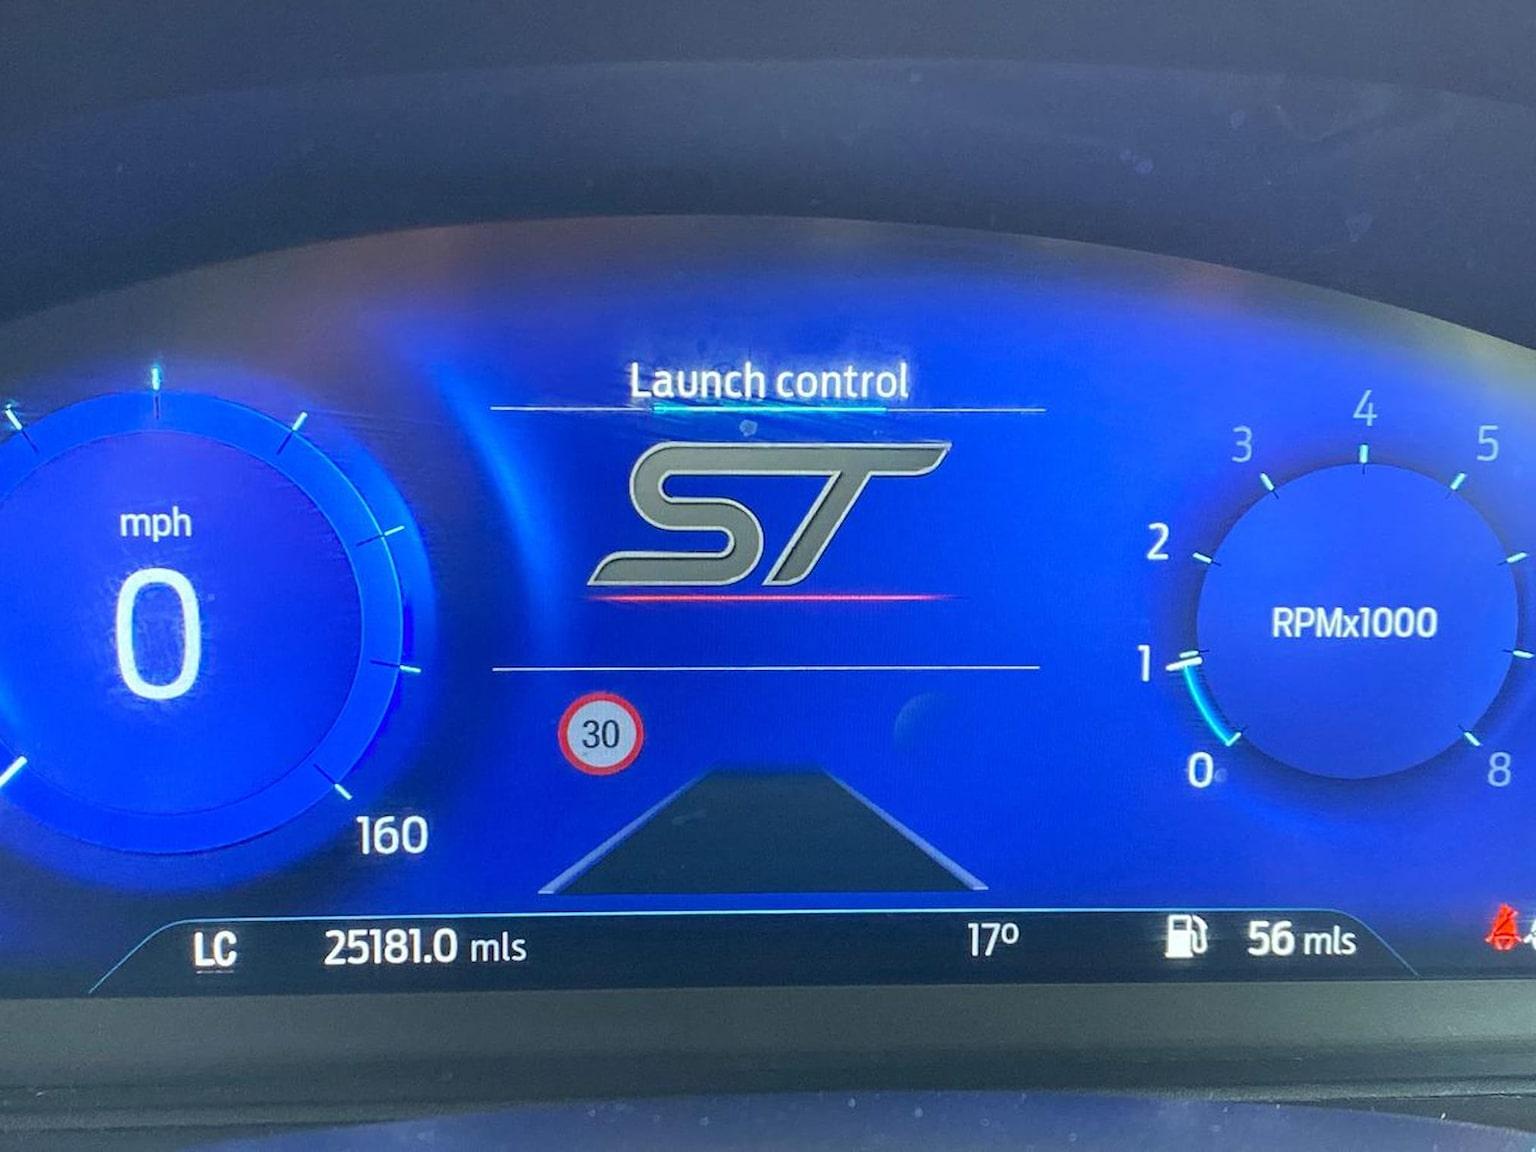 Launch control
ST
mph
0
160
30
RPMx1000
0
1
2
3
4
5
8
LC
25181.0 mls
17º
56 mls